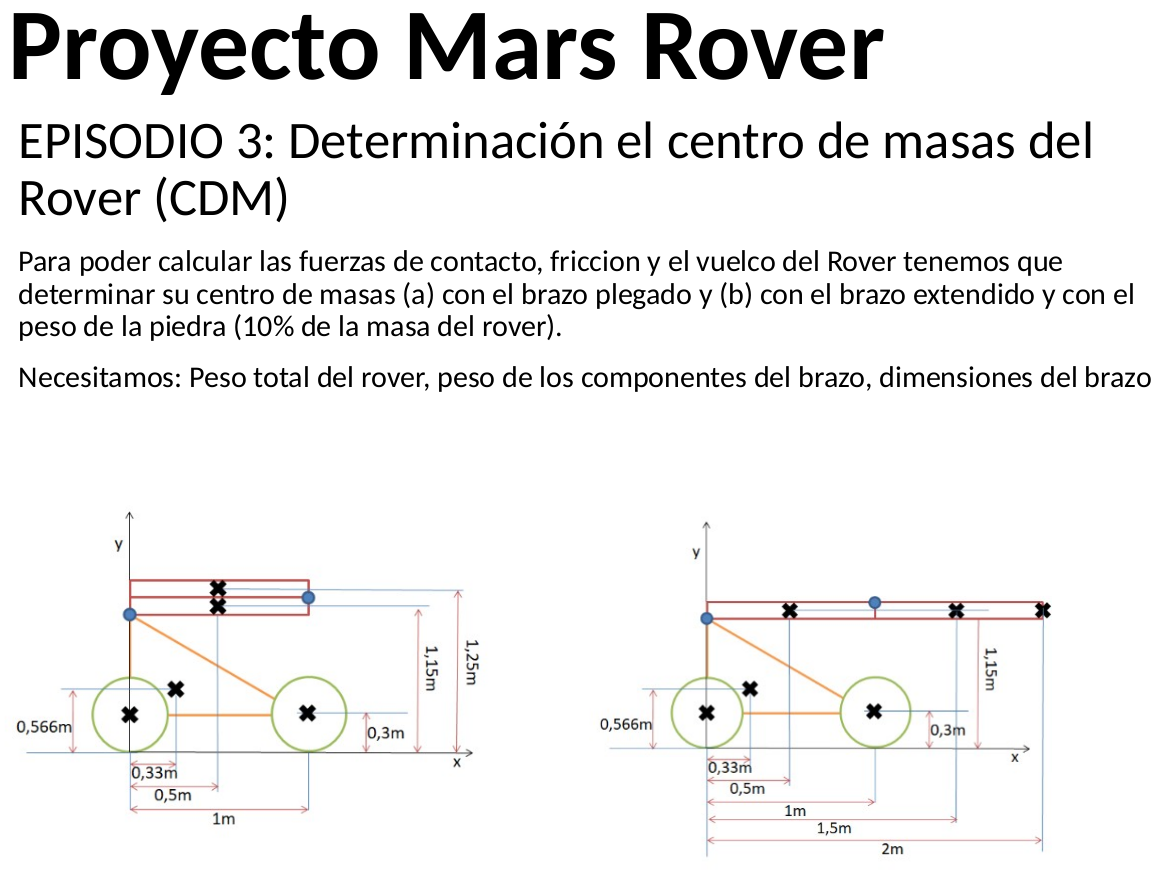 Proyecto Mars Rover
EPISODIO 3: Determinación el centro de masas del
Rover (CDM)
Para poder calcular las fuerzas de contacto, friccion y el vuelco del Rover tenemos que
determinar su centro de masas (a) con el brazo plegado y (b) con el brazo extendido y con el
peso de la piedra (10% de la masa del rover).
Necesitamos: Peso total del rover, peso de los componentes del brazo, dimensiones del brazo
y
1,15m
1,25m
0,566m
0,3m
x
0,33m
0,5m
1m
y
1,15m
0,566m
0,3m
x
0,33m
0,5m
1m
1,5m
2m